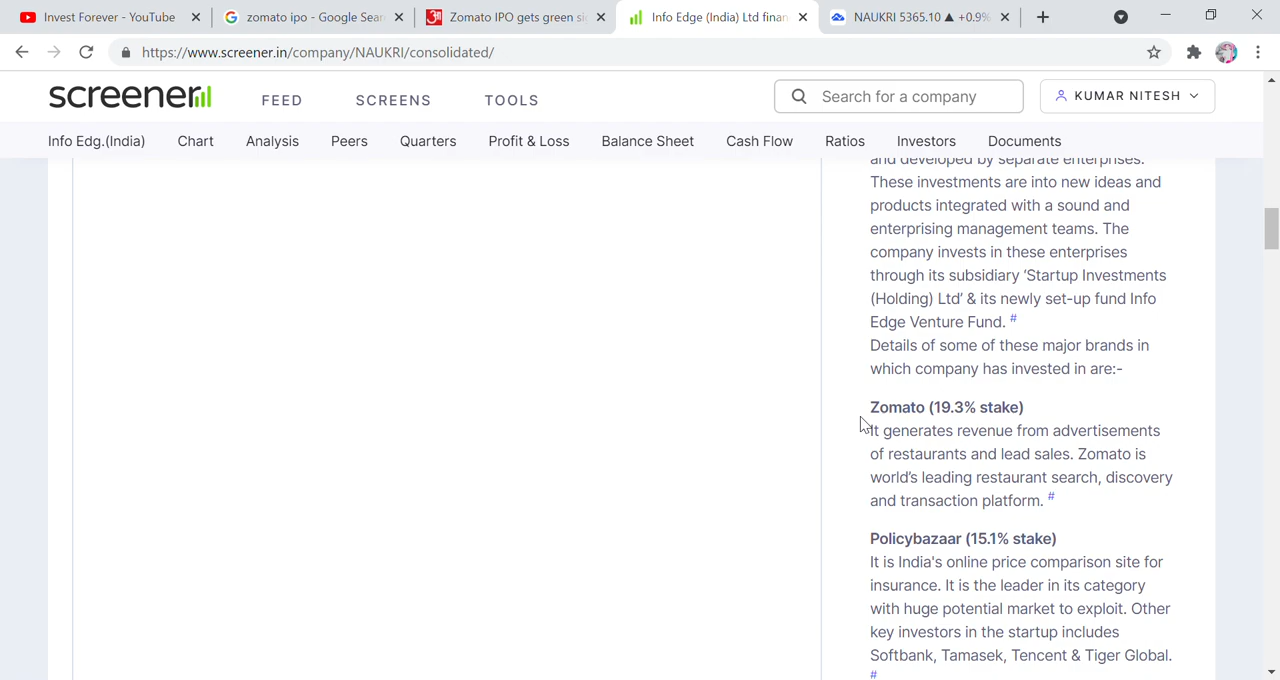 Invest Forever - YouTube
zomato ipo - Google Sear
Zomato IPO gets green si
Info Edge (India) Ltd finan
NAUKRI 5365.10 ▲ +0.9%
https://www.screener.in/company/NAUKRI/consolidated/
screener
FEED
SCREENS
TOOLS
Search for a company
KUMAR NITESH
Info Edg.(India)
Chart
Analysis
Peers
Quarters
Profit & Loss
Balance Sheet
Cash Flow
Ratios
Investors
Documents
and developed by separate enterprises.
These investments are into new ideas and
products integrated with a sound and
enterprising management teams. The
company invests in these enterprises
through its subsidiary 'Startup Investments
(Holding) Ltd' & its newly set-up fund Info
Edge Venture Fund. #
Details of some of these major brands in
which company has invested in are:-
Zomato (19.3% stake)
It generates revenue from advertisements
of restaurants and lead sales. Zomato is
world's leading restaurant search, discovery
and transaction platform. #
Policybazaar (15.1% stake)
It is India's online price comparison site for
insurance. It is the leader in its category
with huge potential market to exploit. Other
key investors in the startup includes
Softbank, Tamasek, Tencent & Tiger Global.
#